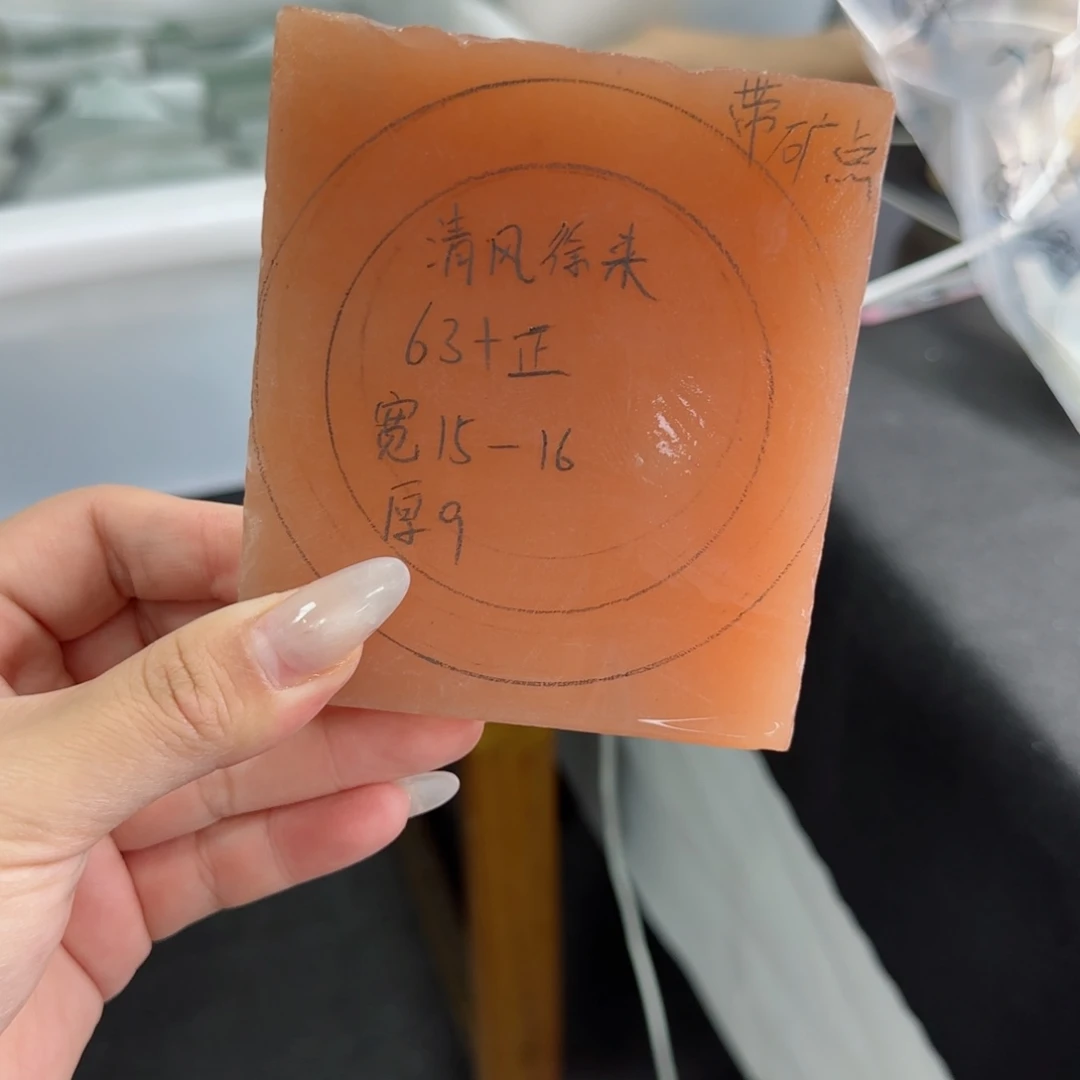 带矿点
清风徐来
63+正
宽15-16
厚9